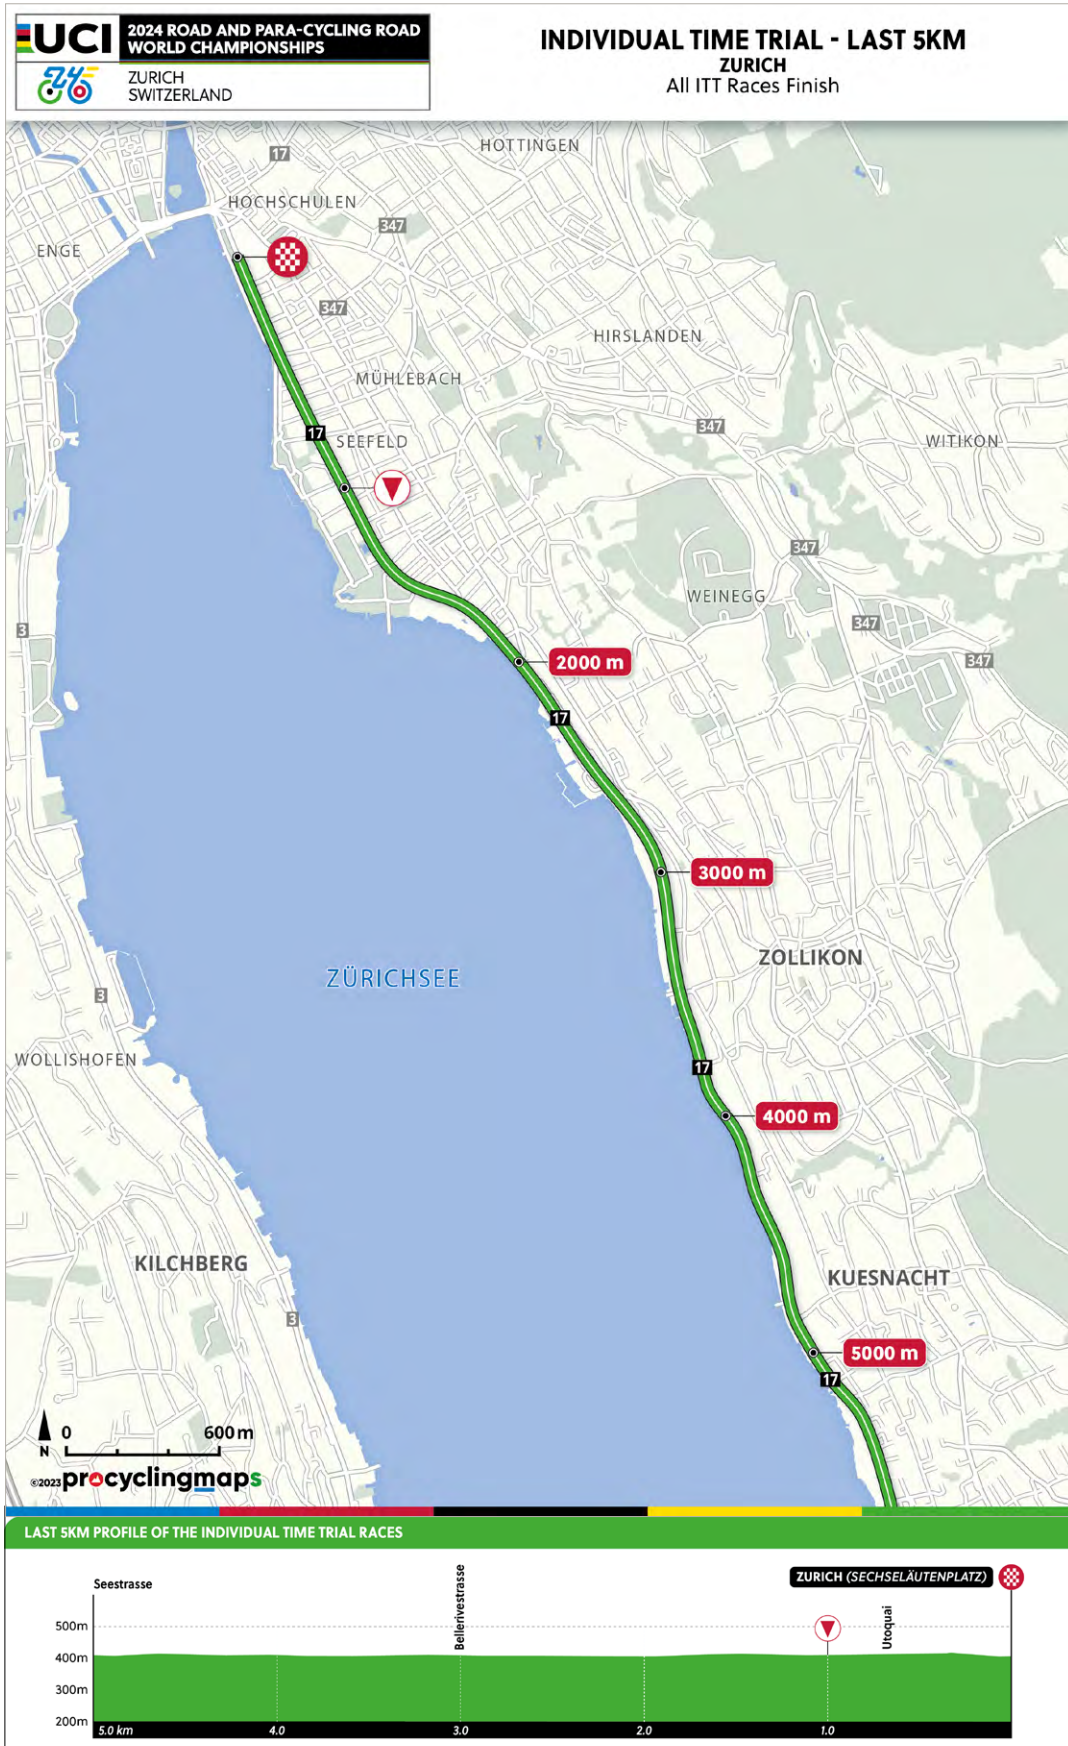 UCI
2024 ROAD AND PARA-CYCLING ROAD
WORLD CHAMPIONSHIPS
ZURICH
SWITZERLAND
INDIVIDUAL TIME TRIAL - LAST 5KM
ZURICH
All ITT Races Finish
HOTTINGEN
17
HOCHSCHULEN
347
ENGE
347
HIRSLANDEN
MÜHLEBACH
347
17
SEEFELD
WITIKON
347
WEINEGG
347
3
2000 m
347
17
3000 m
ZOLLIKON
ZÜRICHSEE
3
WOLLISHOFEN
17
4000 m
KILCHBERG
KUESNACHT
3
5000 m
17
0 600m
N
©2023 procyclingmaps
LAST 5KM PROFILE OF THE INDIVIDUAL TIME TRIAL RACES
Seestrasse
Bellerivestrasse
ZURICH (SECHSELÄUTENPLATZ)
Utoquai
500m
400m
300m
200m
5.0 km 4.0 3.0 2.0 1.0